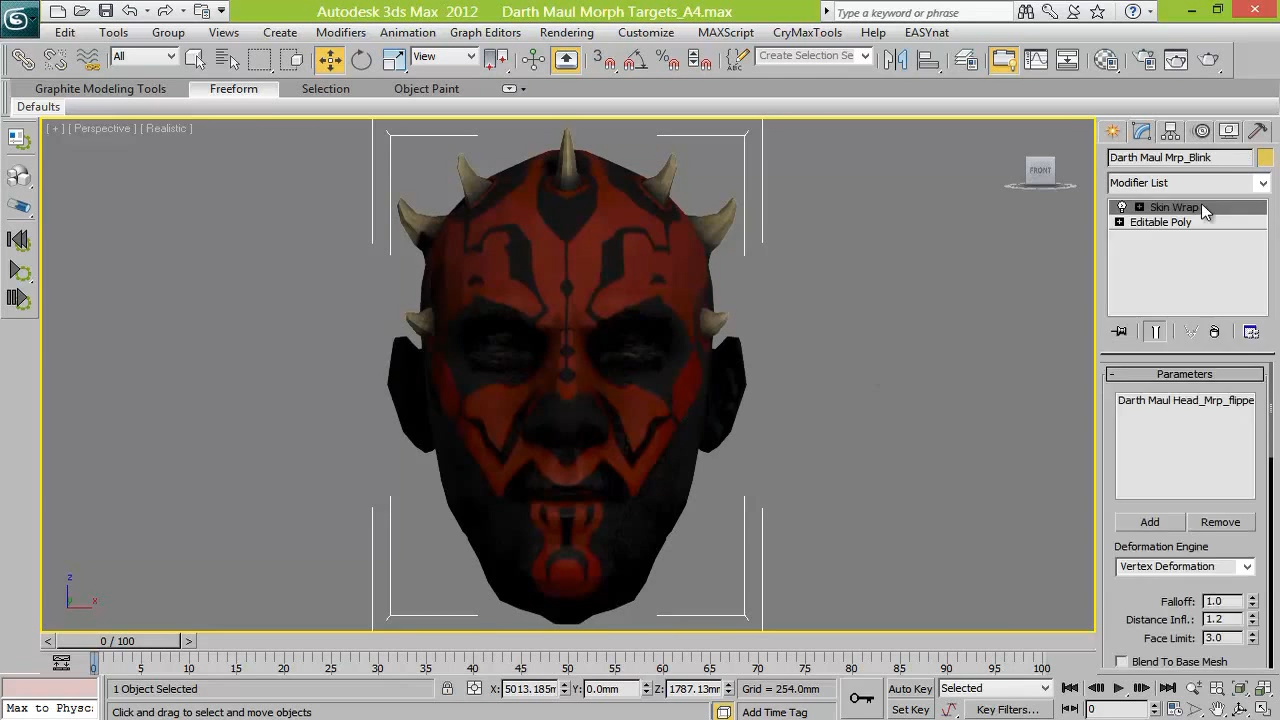 Autodesk 3ds Max 2012 Darth Maul Morph Targets_A4.max
Type a keyword or phrase
Edit Tools Group Views Create Modifiers Animation Graph Editors Rendering Customize MAXScript CryMaxTools Help EASYnat
All View 3 Create Selection Se
Graphite Modeling Tools Freeform Selection Object Paint
Defaults
[ + ] [ Perspective ] [ Realistic ]
FRONT
Darth Maul Mrp_Blink
Modifier List
Skin Wrap
Editable Poly
Parameters
Darth Maul Head_Mrp_flippe
Add Remove
Deformation Engine
Vertex Deformation
Falloff: 1.0
Distance Infl.: 1.2
Face Limit: 3.0
Blend To Base Mesh
z
x
< 0 / 100 >
0 5 10 15 20 25 30 35 40 45 50 55 60 65 70 75 80 85 90 95 100
1 Object Selected X: 5013.185m Y: 0.0mm Z: 1787.13mm Grid = 254.0mm Auto Key Selected
Max to Physc Click and drag to select and move objects Add Time Tag Set Key Key Filters... 0